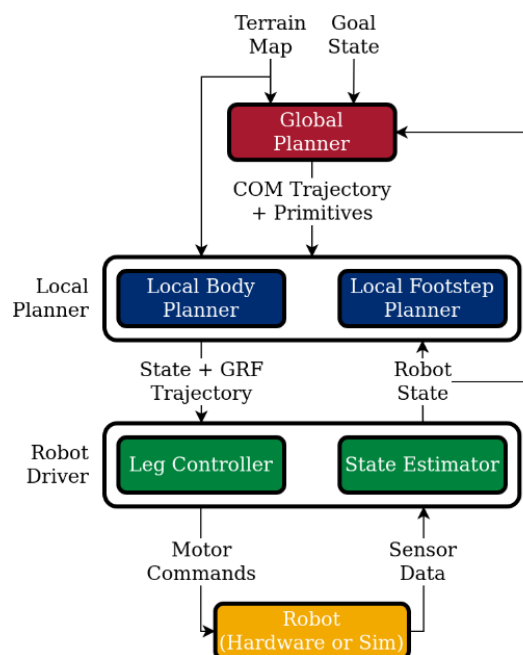 Terrain
Map
Goal
State
Global
Planner
COM Trajectory
+ Primitives
Local
Planner
Local Body
Planner
Local Footstep
Planner
State + GRF
Trajectory
Robot
State
Robot
Driver
Leg Controller
State Estimator
Motor
Commands
Sensor
Data
Robot
(Hardware or Sim)